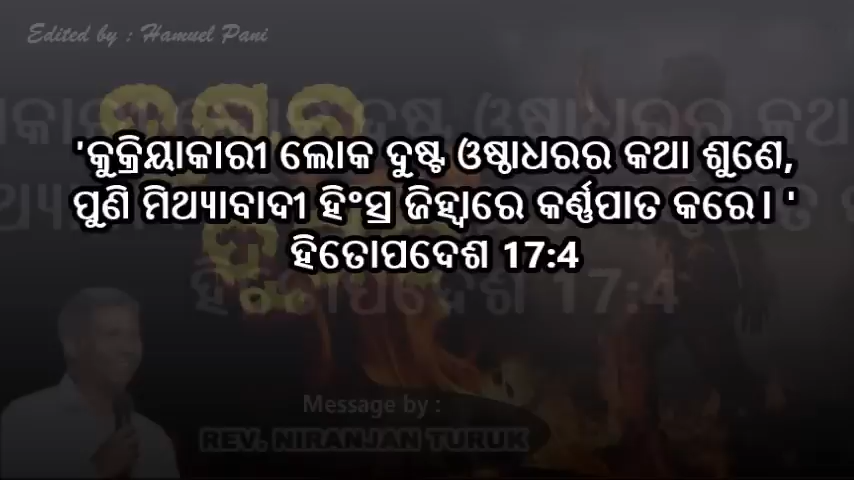 Edited by : Hamuel Pani
'କୁକ୍ରିୟାକାରୀ ଲୋକ ଦୁଷ୍ଟ ଓଷ୍ଠାଧରର କଥା ଶୁଣେ,
ପୁଣି ମିଥ୍ୟାବାଦୀ ହିଂସ୍ର ଜିହ୍ୱାରେ କର୍ଣ୍ଣପାତ କରେ। '
ହିତୋପଦେଶ 17:4
Message by :
REV. NIRANJAN TURUK